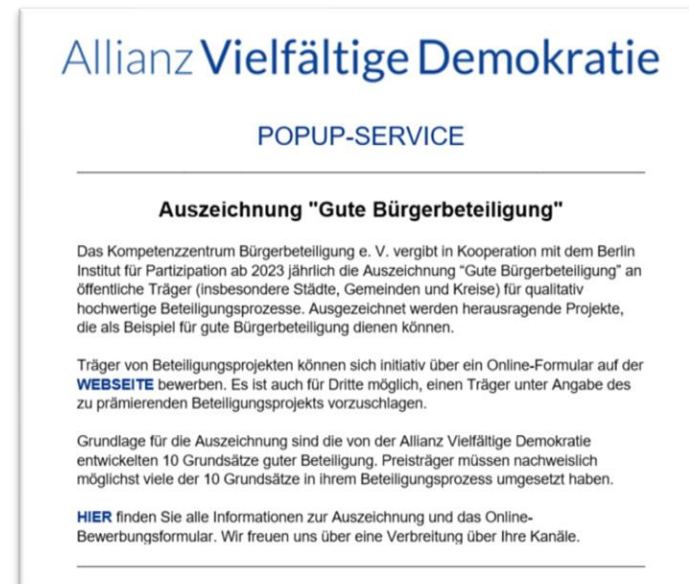 Allianz Vielfältige Demokratie
POPUP-SERVICE
Auszeichnung "Gute Bürgerbeteiligung"
Das Kompetenzzentrum Bürgerbeteiligung e. V. vergibt in Kooperation mit dem Berlin
Institut für Partizipation ab 2023 jährlich die Auszeichnung “Gute Bürgerbeteiligung” an
öffentliche Träger (insbesondere Städte, Gemeinden und Kreise) für qualitativ
hochwertige Beteiligungsprozesse. Ausgezeichnet werden herausragende Projekte,
die als Beispiel für gute Bürgerbeteiligung dienen können.
Träger von Beteiligungsprojekten können sich initiativ über ein Online-Formular auf der
WEBSEITE bewerben. Es ist auch für Dritte möglich, einen Träger unter Angabe des
zu prämierenden Beteiligungsprojekts vorzuschlagen.
Grundlage für die Auszeichnung sind die von der Allianz Vielfältige Demokratie
entwickelten 10 Grundsätze guter Beteiligung. Preisträger müssen nachweislich
möglichst viele der 10 Grundsätze in ihrem Beteiligungsprozess umgesetzt haben.
HIER finden Sie alle Informationen zur Auszeichnung und das Online-
Bewerbungsformular. Wir freuen uns über eine Verbreitung über Ihre Kanäle.